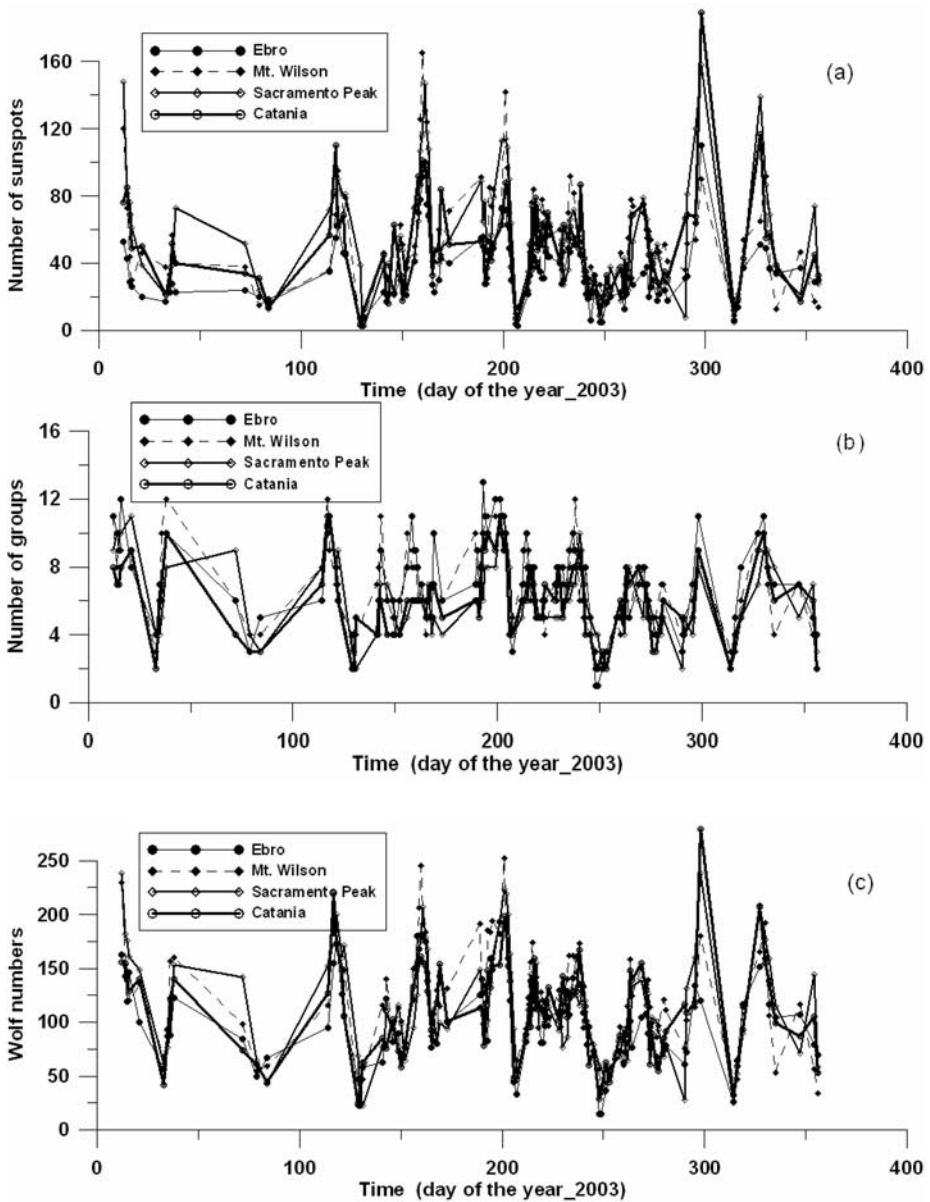 Ebro
Mt. Wilson
Sacramento Peak
Catania
(a)
Number of sunspots
160
120
80
40
0
0 100 200 300 400
Time (day of the year_2003)
Ebro
Mt. Wilson
Sacramento Peak
Catania
(b)
Number of groups
16
12
8
4
0
0 100 200 300 400
Time (day of the year_2003)
Ebro
Mt. Wilson
Sacramento Peak
Catania
(c)
Wolf numbers
250
200
150
100
50
0
0 100 200 300 400
Time (day of the year_2003)